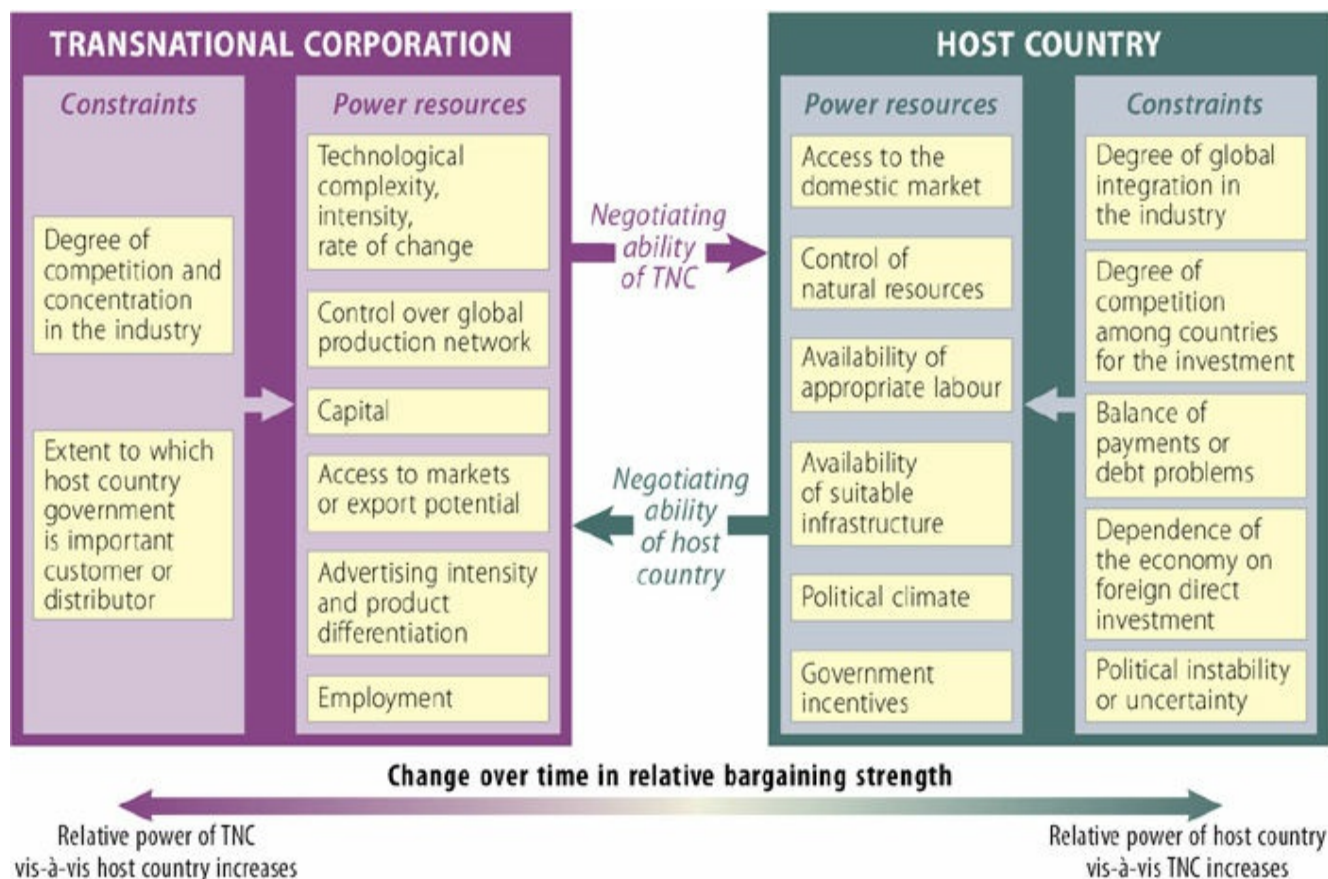 TRANSNATIONAL CORPORATION
Constraints
Degree of
competition and
concentration
in the industry
Extent to which
host country
government
is important
customer or
distributor
Power resources
Technological
complexity,
intensity,
rate of change
Control over global
production network
Capital
Access to markets
or export potential
Advertising intensity
and product
differentiation
Employment
Negotiating
ability
of TNC
Negotiating
ability
of host
country
HOST COUNTRY
Power resources
Access to the
domestic market
Control of
natural resources
Availability of
appropriate labour
Availability
of suitable
infrastructure
Political climate
Government
incentives
Constraints
Degree of global
integration in
the industry
Degree of
competition
among countries
for the investment
Balance of
payments or
debt problems
Dependence of
the economy on
foreign direct
investment
Political instability
or uncertainty
Change over time in relative bargaining strength
Relative power of TNC
vis-à-vis host country increases
Relative power of host country
vis-à-vis TNC increases